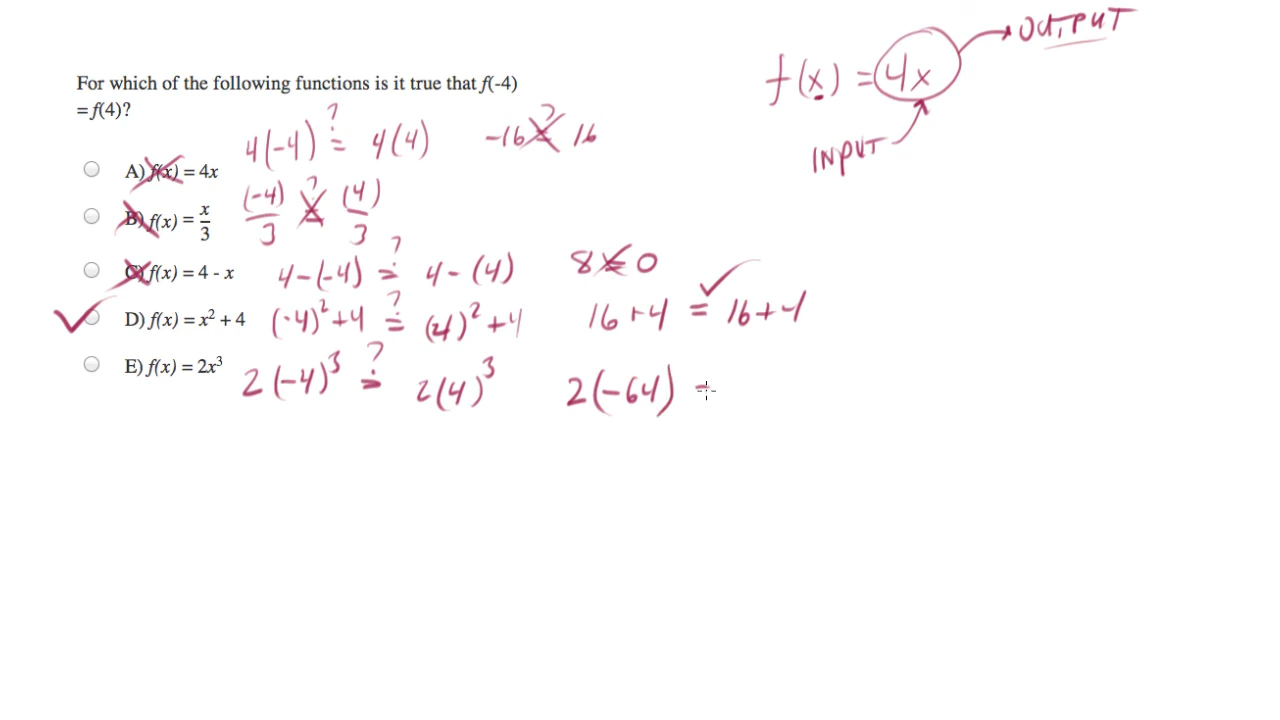 OUTPUT
f(x) = 4x
INPUT
For which of the following functions is it true that f(-4)
= f(4)?
4(-4) ?= 4(4) -16 ?= 16
A) f(x) = 4x
B) f(x) = x/3 (-4)/3 ?= (4)/3
C) f(x) = 4 - x 4-(-4) ?= 4-(4) 8 = 0
D) f(x) = x² + 4 (-4)²+4 ?= (4)²+4 16+4 = 16+4
E) f(x) = 2x³ 2(-4)³ ?= 2(4)³ 2(-64) =